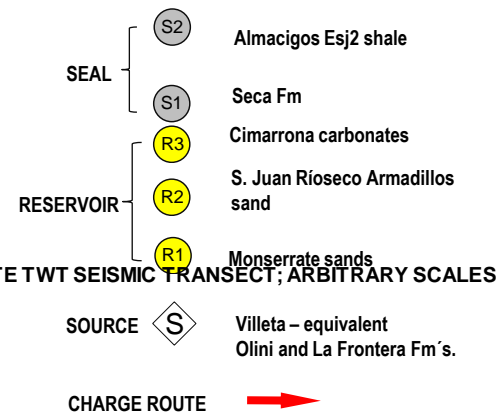 S2 Almacigos Esj2 shale
SEAL
S1 Seca Fm
R3 Cimarrona carbonates
RESERVOIR R2 S. Juan Ríoseco Armadillos
sand
R1 Monserrate sands
TE TWT SEISMIC TRANSECT; ARBITRARY SCALES
SOURCE S Villeta – equivalent
Olini and La Frontera Fm´s.
CHARGE ROUTE